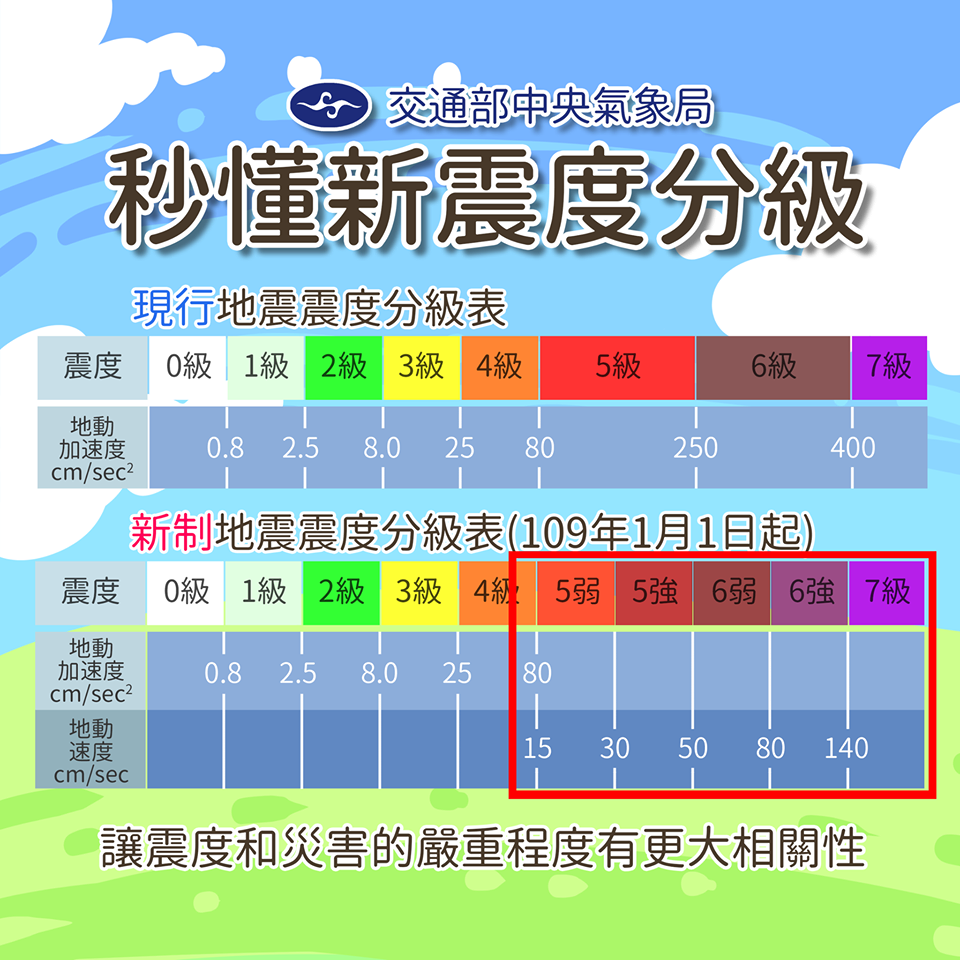 交通部中央氣象局
秒懂新震度分級
現行地震震度分級表
震度 0級 1級 2級 3級 4級 5級 6級 7級
地動
加速度
cm/sec²
0.8 2.5 8.0 25 80 250 400
新制地震震度分級表(109年1月1日起)
震度 0級 1級 2級 3級 4級 5弱 5強 6弱 6強 7級
地動
加速度
cm/sec²
0.8 2.5 8.0 25 80
地動
速度
cm/sec
15 30 50 80 140
讓震度和災害的嚴重程度有更大相關性